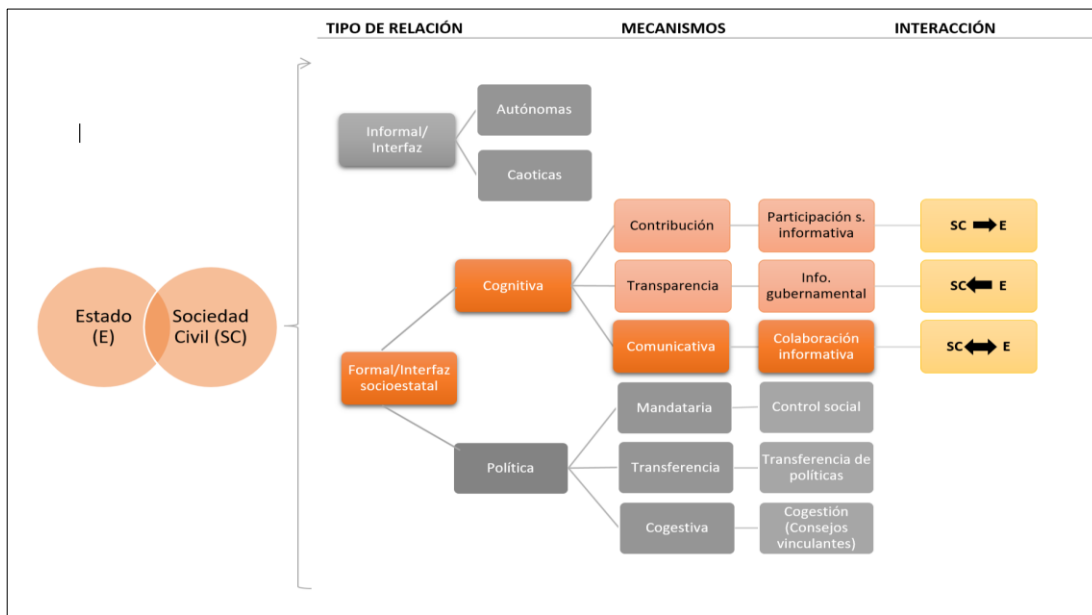 TIPO DE RELACIÓN
MECANISMOS
INTERACCIÓN
Estado
(E)
Sociedad
Civil (SC)
Informal/
Interfaz
Autónomas
Caoticas
Formal/Interfaz
socioestatal
Cognitiva
Contribución
Participación s.
informativa
SC E
Transparencia
Info.
gubernamental
SC E
Comunicativa
Colaboración
informativa
SC E
Política
Mandataria
Control social
Transferencia
Transferencia de
políticas
Cogestiva
Cogestión
(Consejos
vinculantes)